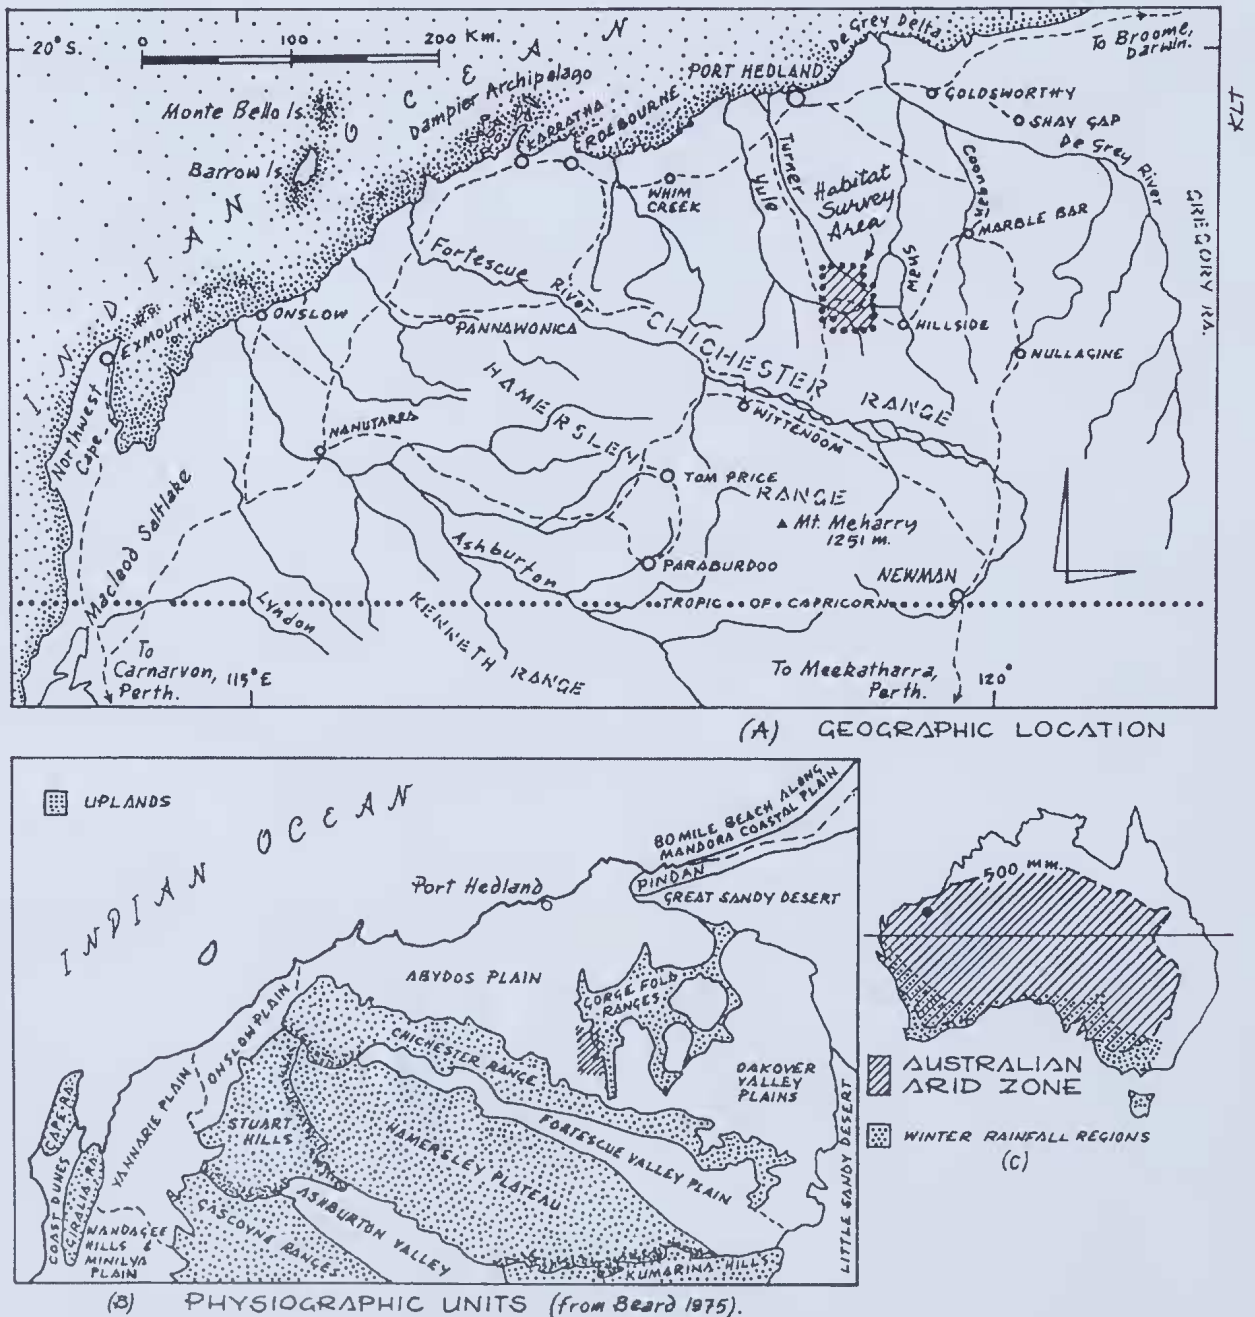 20° S.
0 100 200 Km.
INDIAN OCEAN
Monte Bello Is.
Barrow Is.
Dampier Archipelago
KARRATHA
ROEBOURNE
PORT HEDLAND
De Grey Delta
To Broome,
Darwin.
GOLDSWORTHY
SHAY GAP
De Grey
River
KLT
GREGORY RA.
WHIM
CREEK
Yule
Turner
Habitat
Survey
Area
Shaw
Coongan
MARBLE BAR
HILLSIDE
NULLAGINE
Fortescue
River
ONSLOW
EXMOUTH
PANNAWONICA
CHICHESTER
RANGE
HAMERSLEY
RANGE
WITTENOOM
Northwest
Cape
NANUTARRA
TOM PRICE
Mt. Meharry
1251 m.
Macleod Saltlake
Ashburton
PARABURDOO
NEWMAN
TROPIC OF CAPRICORN
Lyndon
KENNETH RANGE
To
Carnarvon,
Perth.
115° E
To Meekatharra,
Perth.
120°
(A) GEOGRAPHIC LOCATION
UPLANDS
INDIAN OCEAN
80 MILE BEACH ALONG
MANDORA COASTAL PLAIN
PINDAN
GREAT SANDY DESERT
Port Hedland
ABYDOS PLAIN
GORGE FOLD
RANGES
ONSLOW PLAIN
CHICHESTER RANGE
OAKOVER
VALLEY
PLAINS
YANNARIE PLAIN
STUART
HILLS
HAMERSLEY
PLATEAU
FORTESCUE VALLEY PLAIN
LITTLE SANDY DESERT
CAPE RA.
COAST DUNES
GIRALIA RA.
WANDAGEE
HILLS &
MINILYA
PLAIN
GASCOYNE RANGES
ASHBURTON
VALLEY
KUMARINA HILLS
(B) PHYSIOGRAPHIC UNITS (from Beard 1975).
500 mm.
AUSTRALIAN
ARID ZONE
WINTER RAINFALL REGIONS
(C)